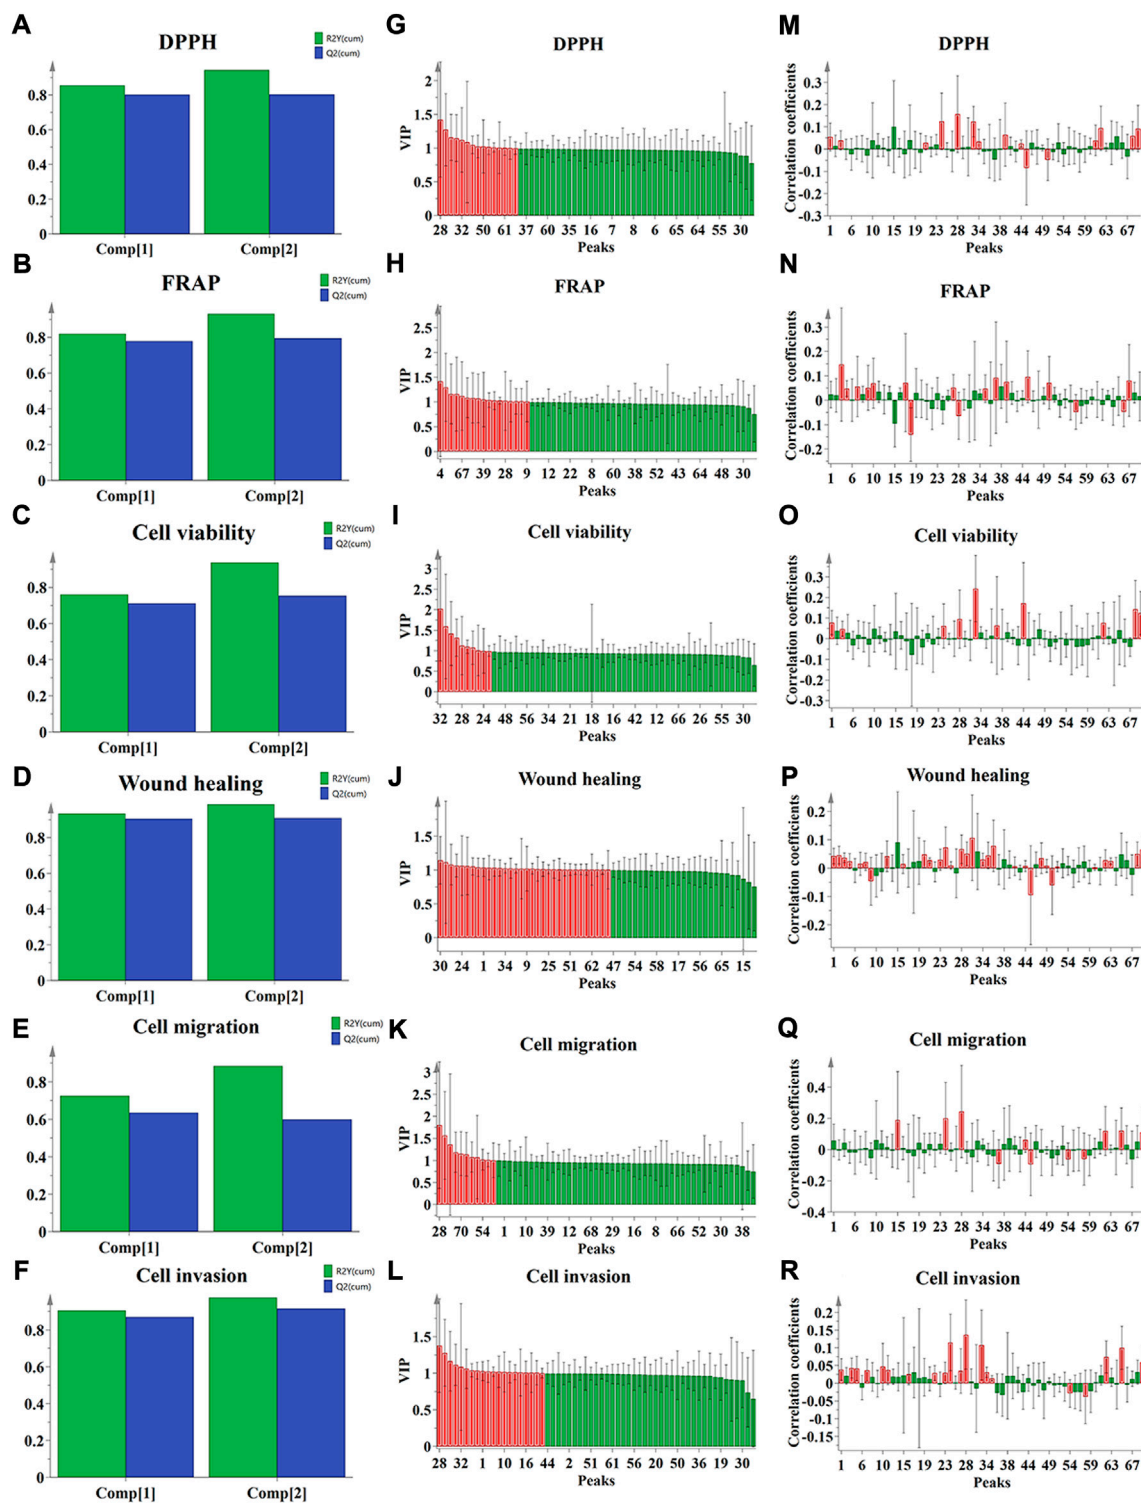 A
DPPH
R2Y(cum)
Q2(cum)
0.8
0.6
0.4
0.2
0
Comp[1] Comp[2]
G
DPPH
VIP
2
1.5
1
0.5
0
28 32 50 61 37 60 35 16 7 8 6 65 64 55 30
Peaks
M
DPPH
Correlation coefficients
0.3
0.2
0.1
0
-0.1
-0.2
-0.3
1 6 10 15 19 23 28 34 39 44 49 54 59 63 67
Peaks
B
FRAP
R2Y(cum)
Q2(cum)
0.8
0.6
0.4
0.2
0
Comp[1] Comp[2]
H
FRAP
VIP
2.5
2
1.5
1
0.5
0
4 67 39 28 9 12 22 8 60 38 52 43 64 48 30
Peaks
N
FRAP
Correlation coefficients
0.3
0.2
0.1
0
-0.1
-0.2
1 6 10 15 19 23 28 34 39 44 49 54 59 63 67
Peaks
C
Cell viability
R2Y(cum)
Q2(cum)
0.8
0.6
0.4
0.2
0
Comp[1] Comp[2]
I
Cell viability
VIP
3
2.5
2
1.5
1
0.5
0
32 28 24 48 56 34 21 18 16 42 12 66 26 55 30
Peaks
O
Cell viability
Correlation coefficients
0.3
0.2
0.1
0
-0.1
-0.2
-0.3
1 6 10 15 19 23 28 34 39 44 49 54 59 63 67
Peaks
D
Wound healing
R2Y(cum)
Q2(cum)
0.8
0.6
0.4
0.2
0
Comp[1] Comp[2]
J
Wound healing
VIP
1.5
1
0.5
0
30 24 1 34 9 25 51 62 47 54 58 17 56 65 15
Peaks
P
Wound healing
Correlation coefficients
0.2
0.1
0
-0.1
-0.2
1 6 10 15 19 23 28 34 39 44 49 54 59 63 67
Peaks
E
Cell migration
R2Y(cum)
Q2(cum)
0.8
0.6
0.4
0.2
0
Comp[1] Comp[2]
K
Cell migration
VIP
3
2.5
2
1.5
1
0.5
0
28 70 54 1 10 12 68 29 16 8 66 52 30 38
Peaks
Q
Cell migration
Correlation coefficients
0.4
0.2
0
-0.2
-0.4
1 6 10 15 19 23 28 34 39 44 49 54 59 63 67
Peaks
F
Cell invasion
R2Y(cum)
Q2(cum)
0.8
0.6
0.4
0.2
0
Comp[1] Comp[2]
L
Cell invasion
VIP
1.5
1
0.5
0
28 32 1 10 16 44 2 51 61 56 20 50 36 19 30
Peaks
R
Cell invasion
Correlation coefficients
0.2
0.15
0.1
0.05
0
-0.05
-0.1
-0.15
1 6 11 15 19 23 28 34 39 44 49 54 59 63 67
Peaks